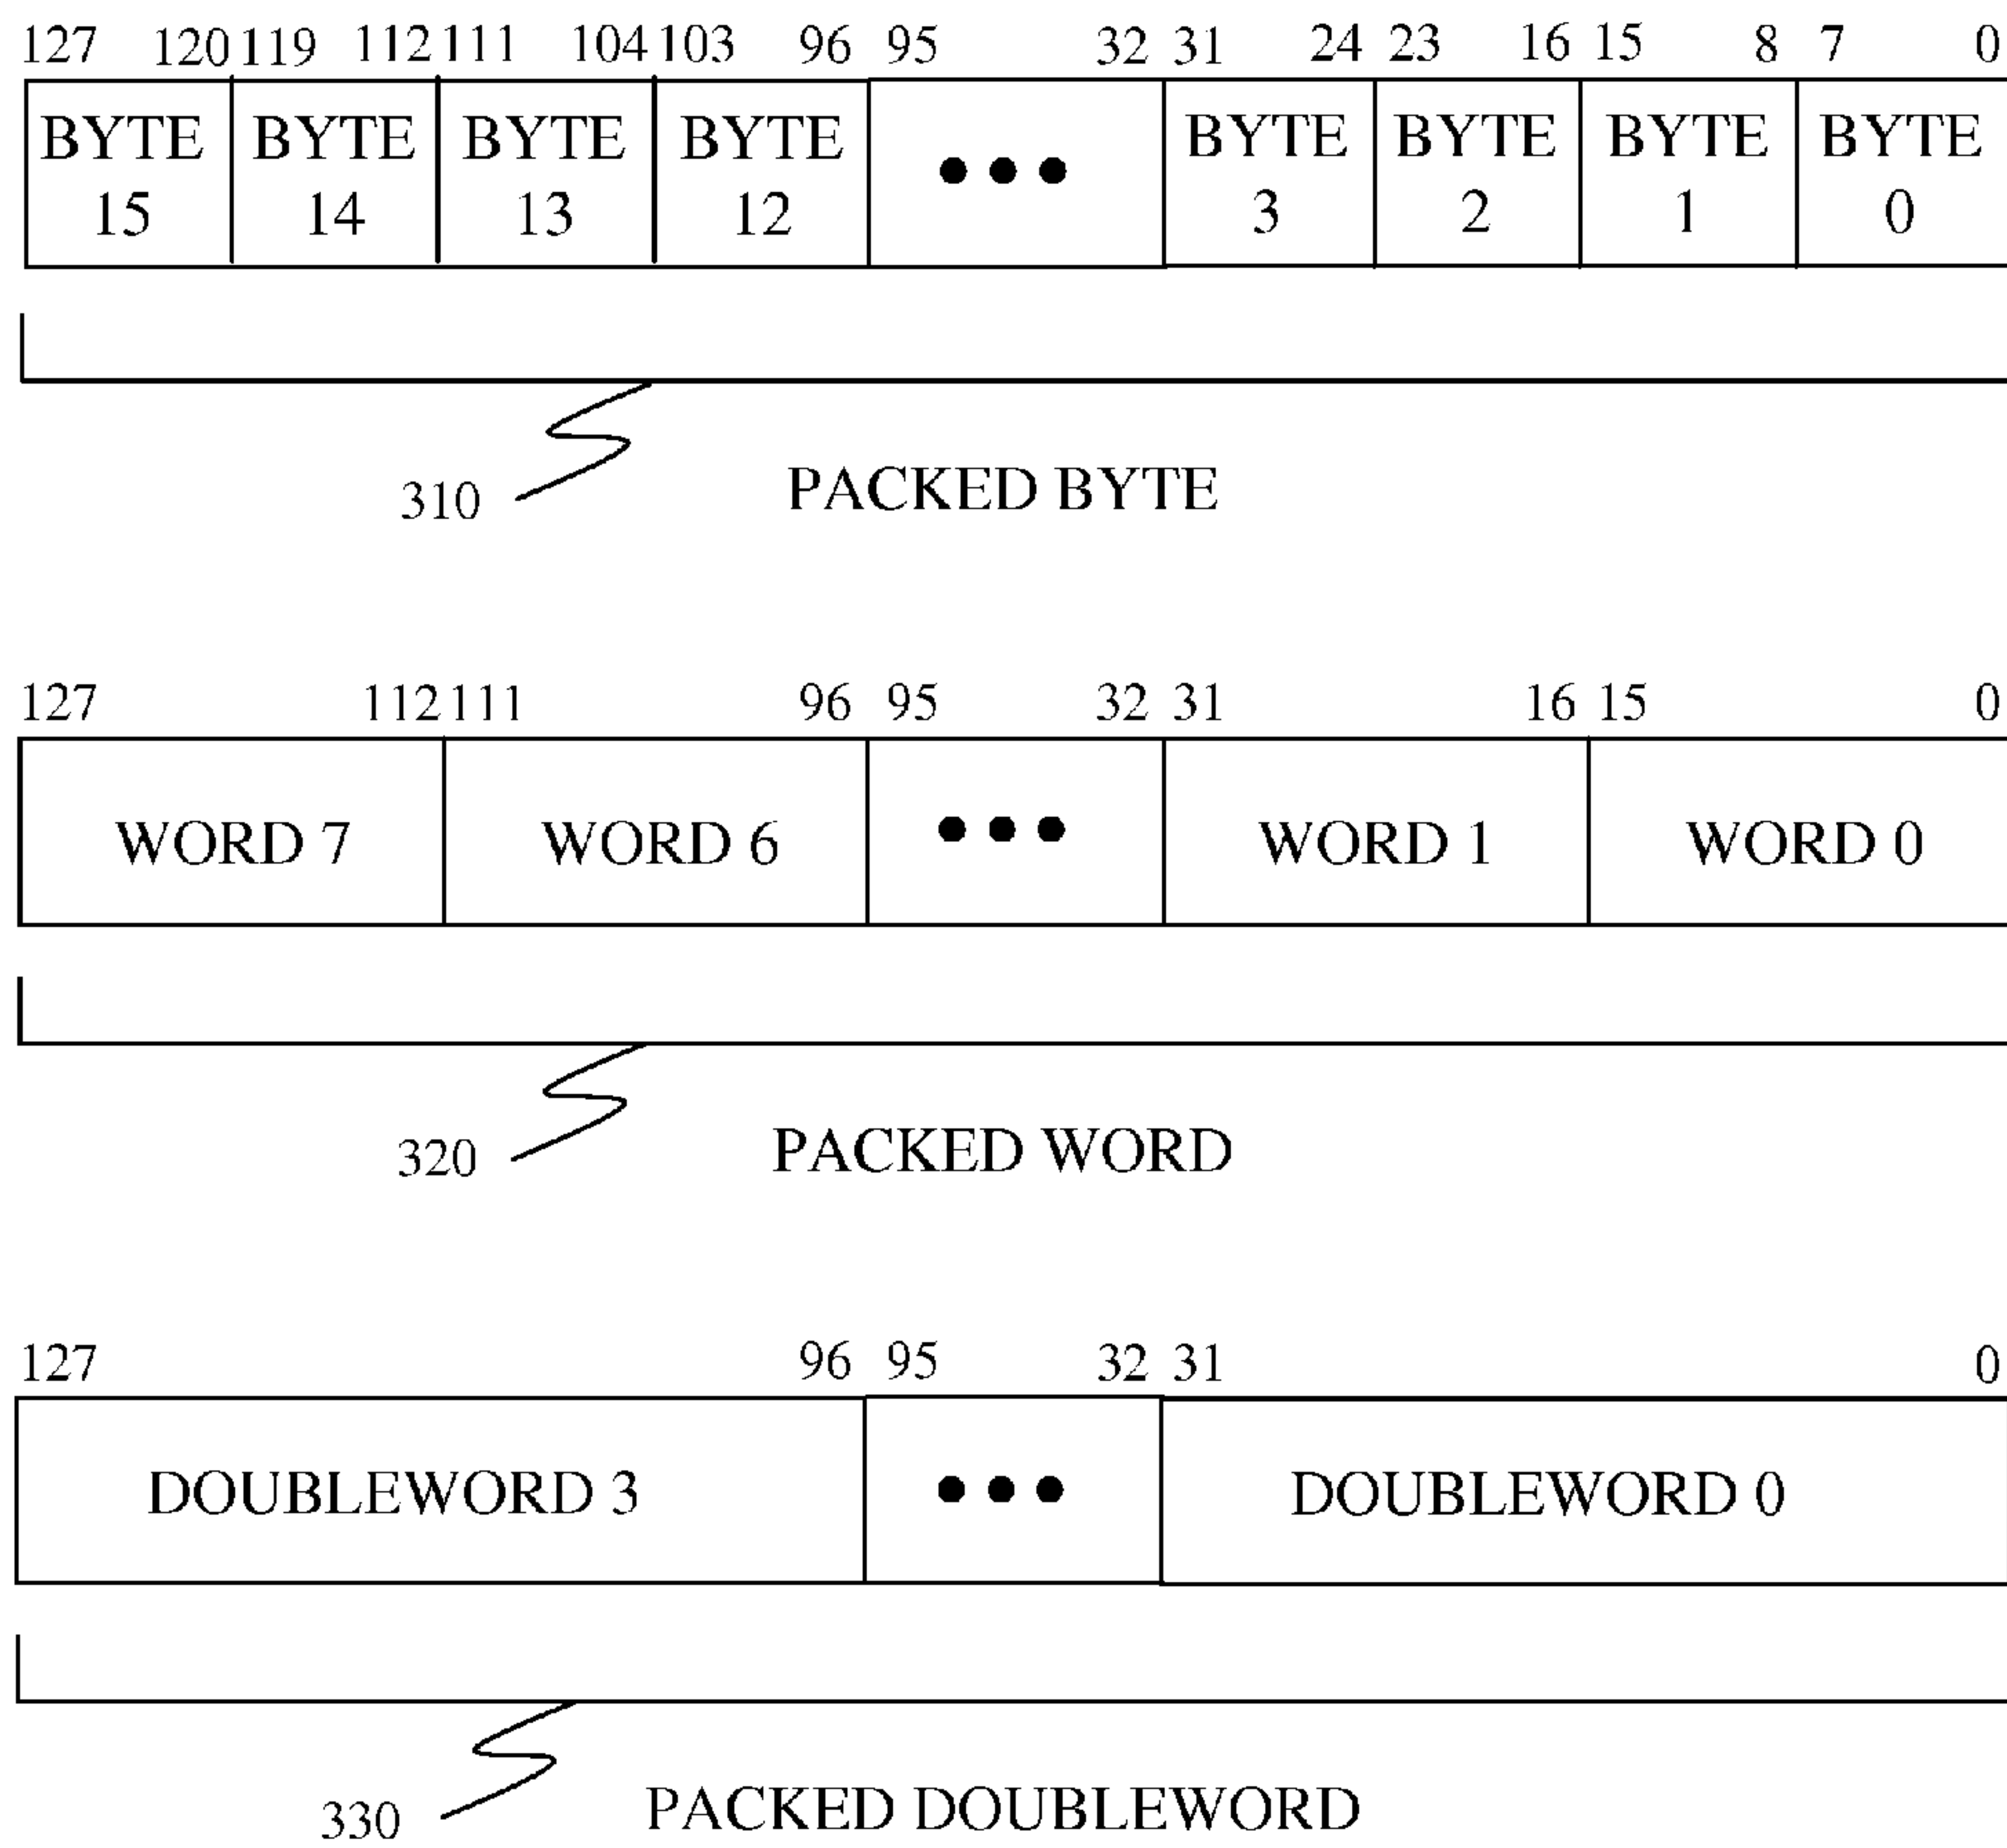 127 120 119 112 111 104 103 96 95 32 31 24 23 16 15 8 7 0
BYTE 15 BYTE 14 BYTE 13 BYTE 12 ••• BYTE 3 BYTE 2 BYTE 1 BYTE 0
310 PACKED BYTE
127 112 111 96 95 32 31 16 15 0
WORD 7 WORD 6 ••• WORD 1 WORD 0
320 PACKED WORD
127 96 95 32 31 0
DOUBLEWORD 3 ••• DOUBLEWORD 0
330 PACKED DOUBLEWORD